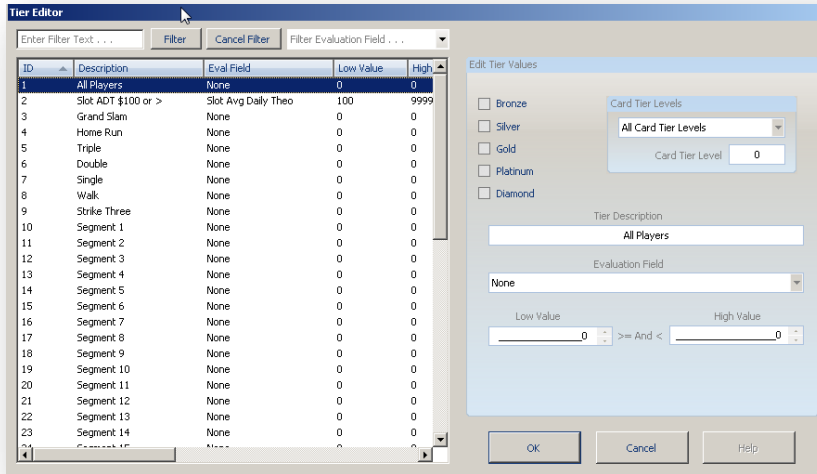 Tier Editor
Enter Filter Text . . . Filter Cancel Filter Filter Evaluation Field . . .
ID Description Eval Field Low Value High
1 All Players None 0 0
2 Slot ADT $100 or > Slot Avg Daily Theo 100 9999
3 Grand Slam None 0 0
4 Home Run None 0 0
5 Triple None 0 0
6 Double None 0 0
7 Single None 0 0
8 Walk None 0 0
9 Strike Three None 0 0
10 Segment 1 None 0 0
11 Segment 2 None 0 0
12 Segment 3 None 0 0
13 Segment 4 None 0 0
14 Segment 5 None 0 0
15 Segment 6 None 0 0
16 Segment 7 None 0 0
17 Segment 8 None 0 0
18 Segment 9 None 0 0
19 Segment 10 None 0 0
20 Segment 11 None 0 0
21 Segment 12 None 0 0
22 Segment 13 None 0 0
23 Segment 14 None 0 0
24 Segment 15 None 0 0
Edit Tier Values
Bronze
Silver
Gold
Platinum
Diamond
Card Tier Levels
All Card Tier Levels
Card Tier Level 0
Tier Description
All Players
Evaluation Field
None
Low Value High Value
0 >= And < 0
OK Cancel Help